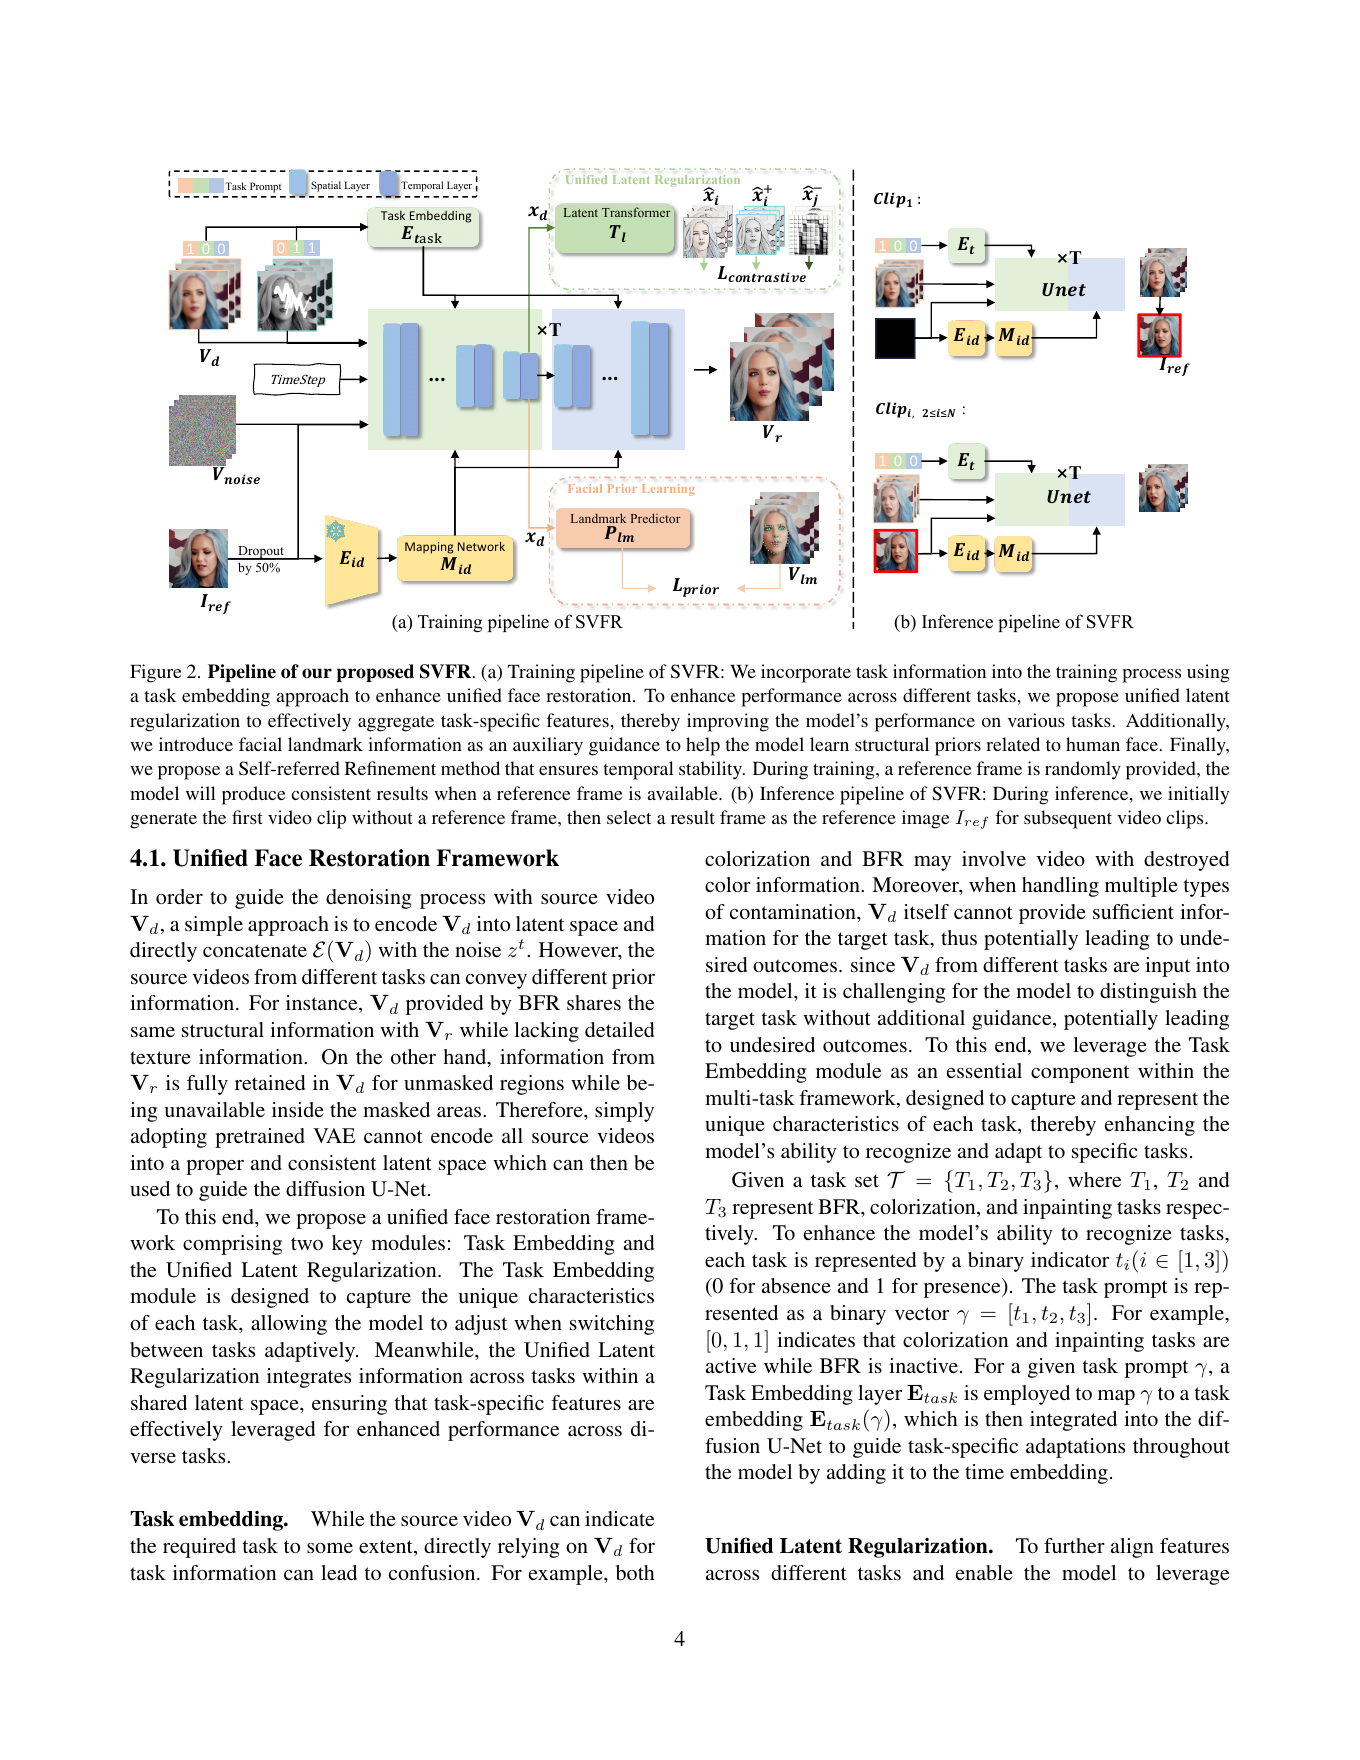 Task Prompt Spatial Layer Temporal Layer
Task Embedding
E_task
1 0 0
0 1 1
V_d
TimeStep
V_noise
I_ref
Dropout
by 50%
E_id
Mapping Network
M_id
...
×T
...
x_d
Unified Latent Regularization
Latent Transformer
T_l
x̂_i x̂_i^+ x̂_j^-
L_contrastive
V_r
x_d
Facial Prior Learning
Landmark Predictor
P_lm
L_prior
V_lm
(a) Training pipeline of SVFR
Clip_1 :
1 0 0
E_t
×T
Unet
E_id M_id
I_ref
Clip_i, 2≤i≤N :
1 0 0
E_t
×T
Unet
E_id M_id
(b) Inference pipeline of SVFR
Figure 2. Pipeline of our proposed SVFR. (a) Training pipeline of SVFR: We incorporate task information into the training process using
a task embedding approach to enhance unified face restoration. To enhance performance across different tasks, we propose unified latent
regularization to effectively aggregate task-specific features, thereby improving the model's performance on various tasks. Additionally,
we introduce facial landmark information as an auxiliary guidance to help the model learn structural priors related to human face. Finally,
we propose a Self-referred Refinement method that ensures temporal stability. During training, a reference frame is randomly provided, the
model will produce consistent results when a reference frame is available. (b) Inference pipeline of SVFR: During inference, we initially
generate the first video clip without a reference frame, then select a result frame as the reference image I_ref for subsequent video clips.
4.1. Unified Face Restoration Framework
In order to guide the denoising process with source video
V_d, a simple approach is to encode V_d into latent space and
directly concatenate ℰ(V_d) with the noise z^t. However, the
source videos from different tasks can convey different prior
information. For instance, V_d provided by BFR shares the
same structural information with V_r while lacking detailed
texture information. On the other hand, information from
V_r is fully retained in V_d for unmasked regions while be-
ing unavailable inside the masked areas. Therefore, simply
adopting pretrained VAE cannot encode all source videos
into a proper and consistent latent space which can then be
used to guide the diffusion U-Net.
To this end, we propose a unified face restoration frame-
work comprising two key modules: Task Embedding and
the Unified Latent Regularization. The Task Embedding
module is designed to capture the unique characteristics
of each task, allowing the model to adjust when switching
between tasks adaptively. Meanwhile, the Unified Latent
Regularization integrates information across tasks within a
shared latent space, ensuring that task-specific features are
effectively leveraged for enhanced performance across di-
verse tasks.
Task embedding. While the source video V_d can indicate
the required task to some extent, directly relying on V_d for
task information can lead to confusion. For example, both
colorization and BFR may involve video with destroyed
color information. Moreover, when handling multiple types
of contamination, V_d itself cannot provide sufficient infor-
mation for the target task, thus potentially leading to unde-
sired outcomes. since V_d from different tasks are input into
the model, it is challenging for the model to distinguish the
target task without additional guidance, potentially leading
to undesired outcomes. To this end, we leverage the Task
Embedding module as an essential component within the
multi-task framework, designed to capture and represent the
unique characteristics of each task, thereby enhancing the
model's ability to recognize and adapt to specific tasks.
Given a task set 𝒯 = {T_1, T_2, T_3}, where T_1, T_2 and
T_3 represent BFR, colorization, and inpainting tasks respec-
tively. To enhance the model's ability to recognize tasks,
each task is represented by a binary indicator t_i(i ∈ [1, 3])
(0 for absence and 1 for presence). The task prompt is rep-
resented as a binary vector γ = [t_1, t_2, t_3]. For example,
[0, 1, 1] indicates that colorization and inpainting tasks are
active while BFR is inactive. For a given task prompt γ, a
Task Embedding layer E_task is employed to map γ to a task
embedding E_task(γ), which is then integrated into the dif-
fusion U-Net to guide task-specific adaptations throughout
the model by adding it to the time embedding.
Unified Latent Regularization. To further align features
across different tasks and enable the model to leverage
4